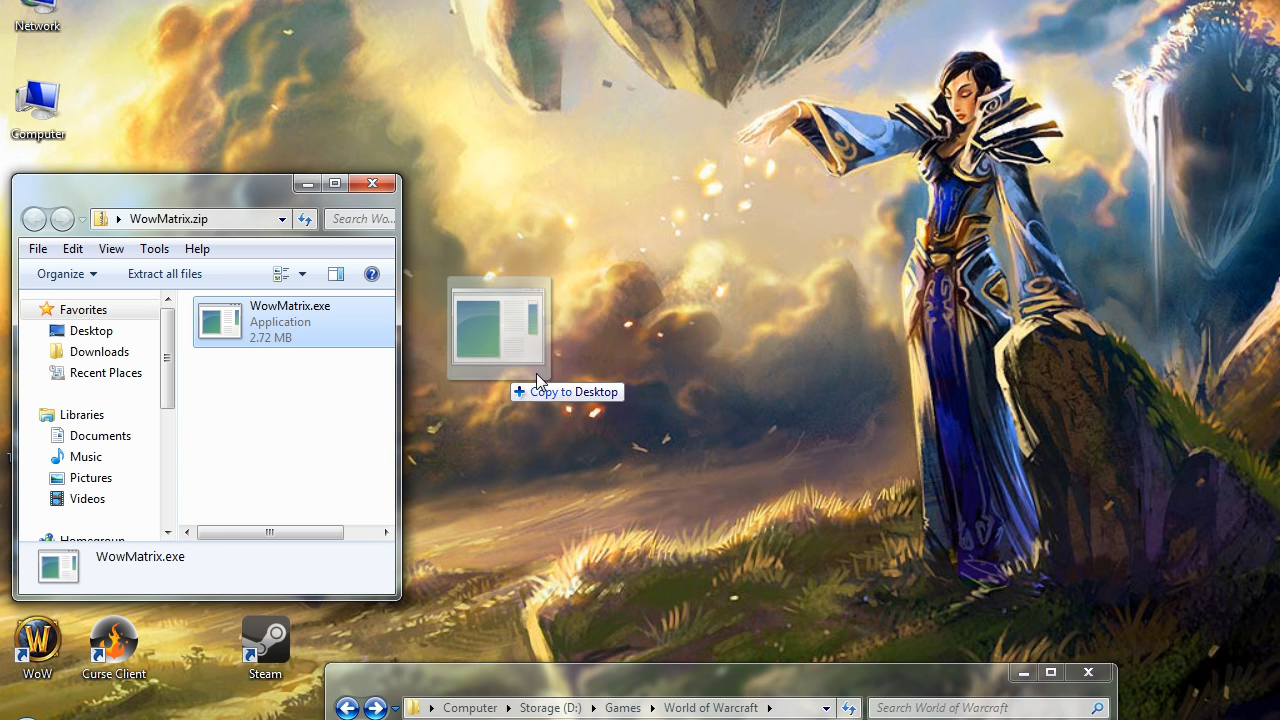 Network
Computer
WowMatrix.zip
Search Wo...
File Edit View Tools Help
Organize Extract all files
Favorites
Desktop
Downloads
Recent Places
Libraries
Documents
Music
Pictures
Videos
Homegroup
WowMatrix.exe
Application
2.72 MB
Copy to Desktop
WowMatrix.exe
WoW
Curse Client
Steam
Computer Storage (D:) Games World of Warcraft
Search World of Warcraft